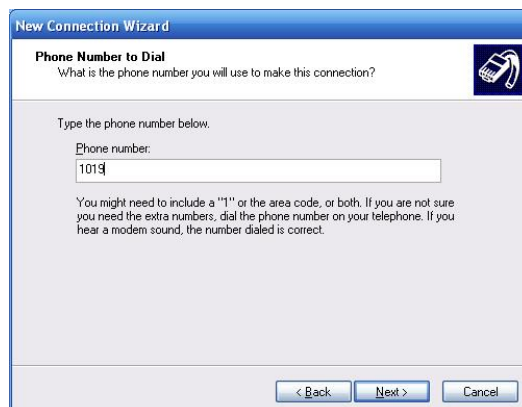 New Connection Wizard
Phone Number to Dial
What is the phone number you will use to make this connection?
Type the phone number below.
Phone number:
1019
You might need to include a "1" or the area code, or both. If you are not sure
you need the extra numbers, dial the phone number on your telephone. If you
hear a modem sound, the number dialed is correct.
< Back Next > Cancel